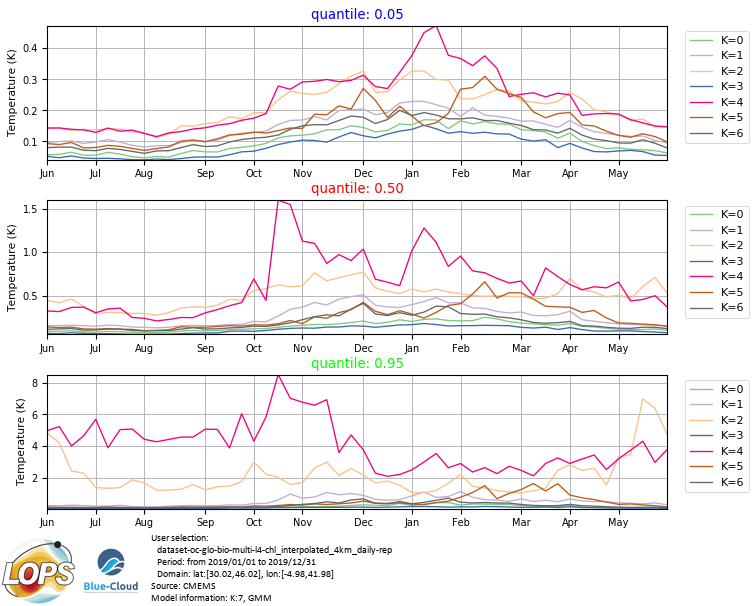 quantile: 0.05
Temperature (K)
0.4
0.3
0.2
0.1
Jun Jul Aug Sep Oct Nov Dec Jan Feb Mar Apr May
K=0
K=1
K=2
K=3
K=4
K=5
K=6
quantile: 0.50
Temperature (K)
1.5
1.0
0.5
Jun Jul Aug Sep Oct Nov Dec Jan Feb Mar Apr May
K=0
K=1
K=2
K=3
K=4
K=5
K=6
quantile: 0.95
Temperature (K)
8
6
4
2
Jun Jul Aug Sep Oct Nov Dec Jan Feb Mar Apr May
K=0
K=1
K=2
K=3
K=4
K=5
K=6
LOPS
Blue-Cloud
User selection:
dataset-oc-glo-bio-multi-l4-chl_interpolated_4km_daily-rep
Period: from 2019/01/01 to 2019/12/31
Domain: lat:[30.02,46.02], lon:[-4.98,41.98]
Source: CMEMS
Model information: K:7, GMM